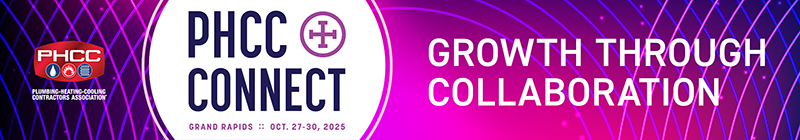 PHCC
PLUMBING-HEATING-COOLING
CONTRACTORS ASSOCIATION
PHCC
CONNECT
GRAND RAPIDS :: OCT. 27-30, 2025
GROWTH THROUGH
COLLABORATION